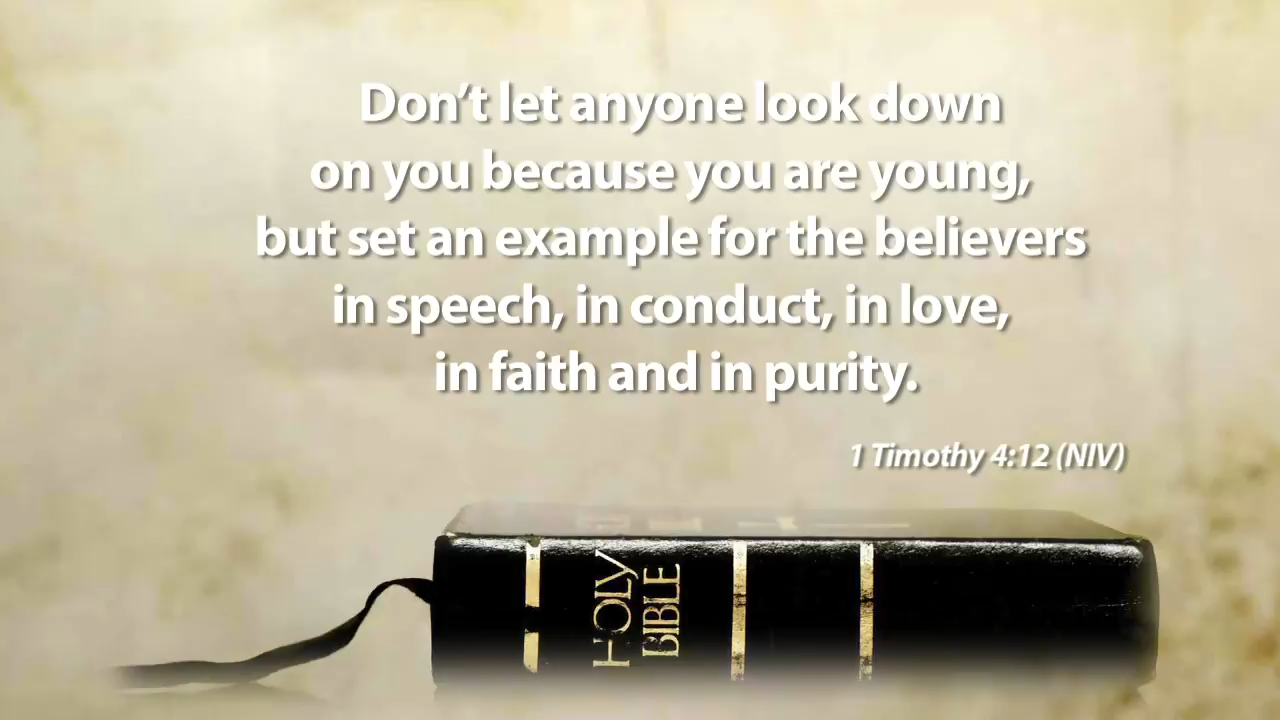 Don't let anyone look down
on you because you are young,
but set an example for the believers
in speech, in conduct, in love,
in faith and in purity.
1 Timothy 4:12 (NIV)
HOLY
BIBLE